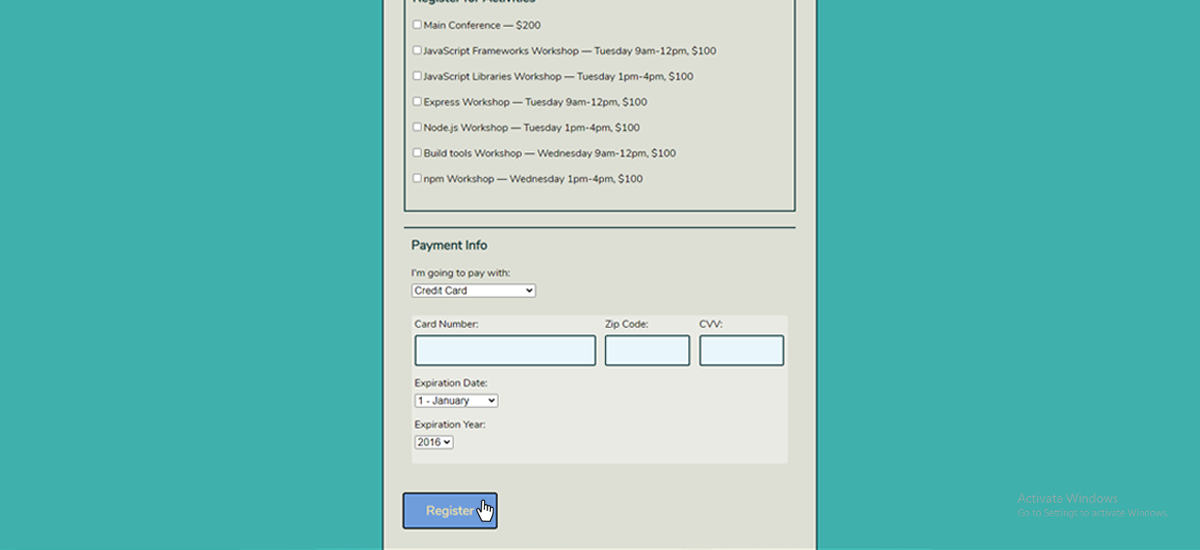 Register for Activities
Main Conference — $200
JavaScript Frameworks Workshop — Tuesday 9am-12pm, $100
JavaScript Libraries Workshop — Tuesday 1pm-4pm, $100
Express Workshop — Tuesday 9am-12pm, $100
Node.js Workshop — Tuesday 1pm-4pm, $100
Build tools Workshop — Wednesday 9am-12pm, $100
npm Workshop — Wednesday 1pm-4pm, $100
Payment Info
I'm going to pay with:
Credit Card
Card Number: Zip Code: CVV:
Expiration Date:
1 - January
Expiration Year:
2016
Register
Activate Windows
Go to Settings to activate Windows.